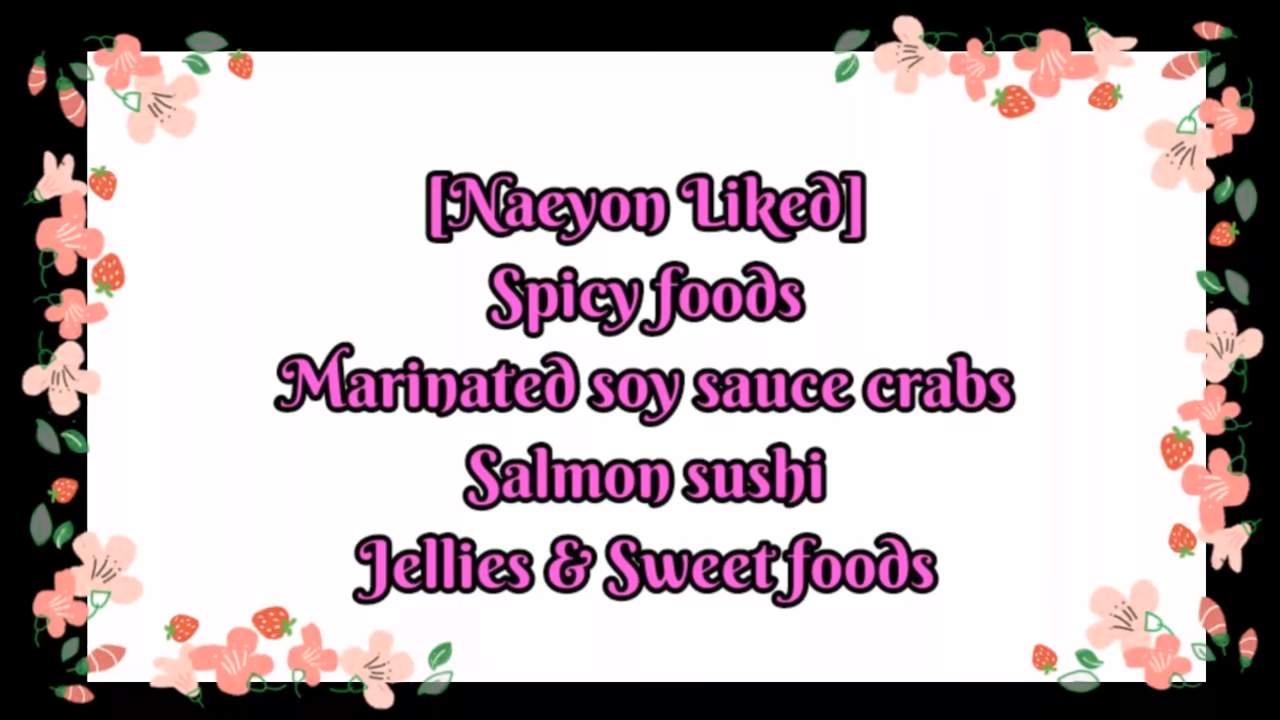 [Naeyon Liked]
Spicy foods
Marinated soy sauce crabs
Salmon sushi
Jellies & Sweet foods